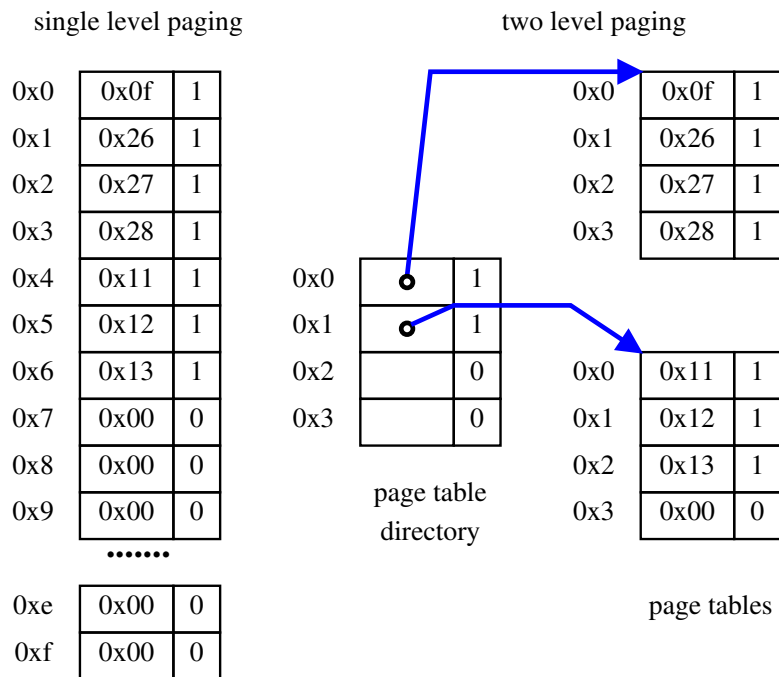 single level paging
0x0 0x0f 1
0x1 0x26 1
0x2 0x27 1
0x3 0x28 1
0x4 0x11 1
0x5 0x12 1
0x6 0x13 1
0x7 0x00 0
0x8 0x00 0
0x9 0x00 0
.......
0xe 0x00 0
0xf 0x00 0
two level paging
0x0 1
0x1 1
0x2 0
0x3 0
page table
directory
0x0 0x0f 1
0x1 0x26 1
0x2 0x27 1
0x3 0x28 1
0x0 0x11 1
0x1 0x12 1
0x2 0x13 1
0x3 0x00 0
page tables